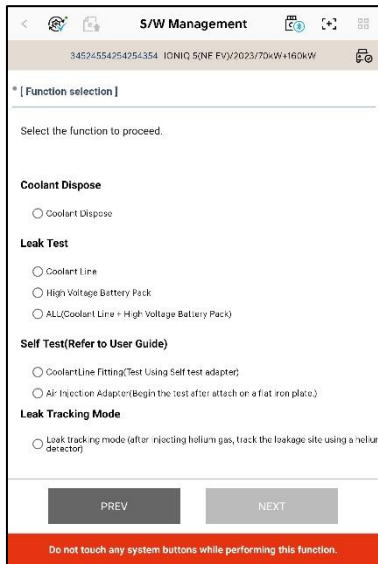 S/W Management
34524554254254354 IONIQ 5(NE EV)/2023/70kW+160kW
* [ Function selection ]
Select the function to proceed.
Coolant Dispose
Coolant Dispose
Leak Test
Coolant Line
High Voltage Battery Pack
ALL(Coolant Line + High Voltage Battery Pack)
Self Test(Refer to User Guide)
CoolantLine Fitting(Test Using Self test adapter)
Air Injection Adapter(Begin the test after attach on a flat iron plate.)
Leak Tracking Mode
Leak tracking mode (after injecting helium gas, track the leakage site using a helium
detector)
PREV
NEXT
Do not touch any system buttons while performing this function.